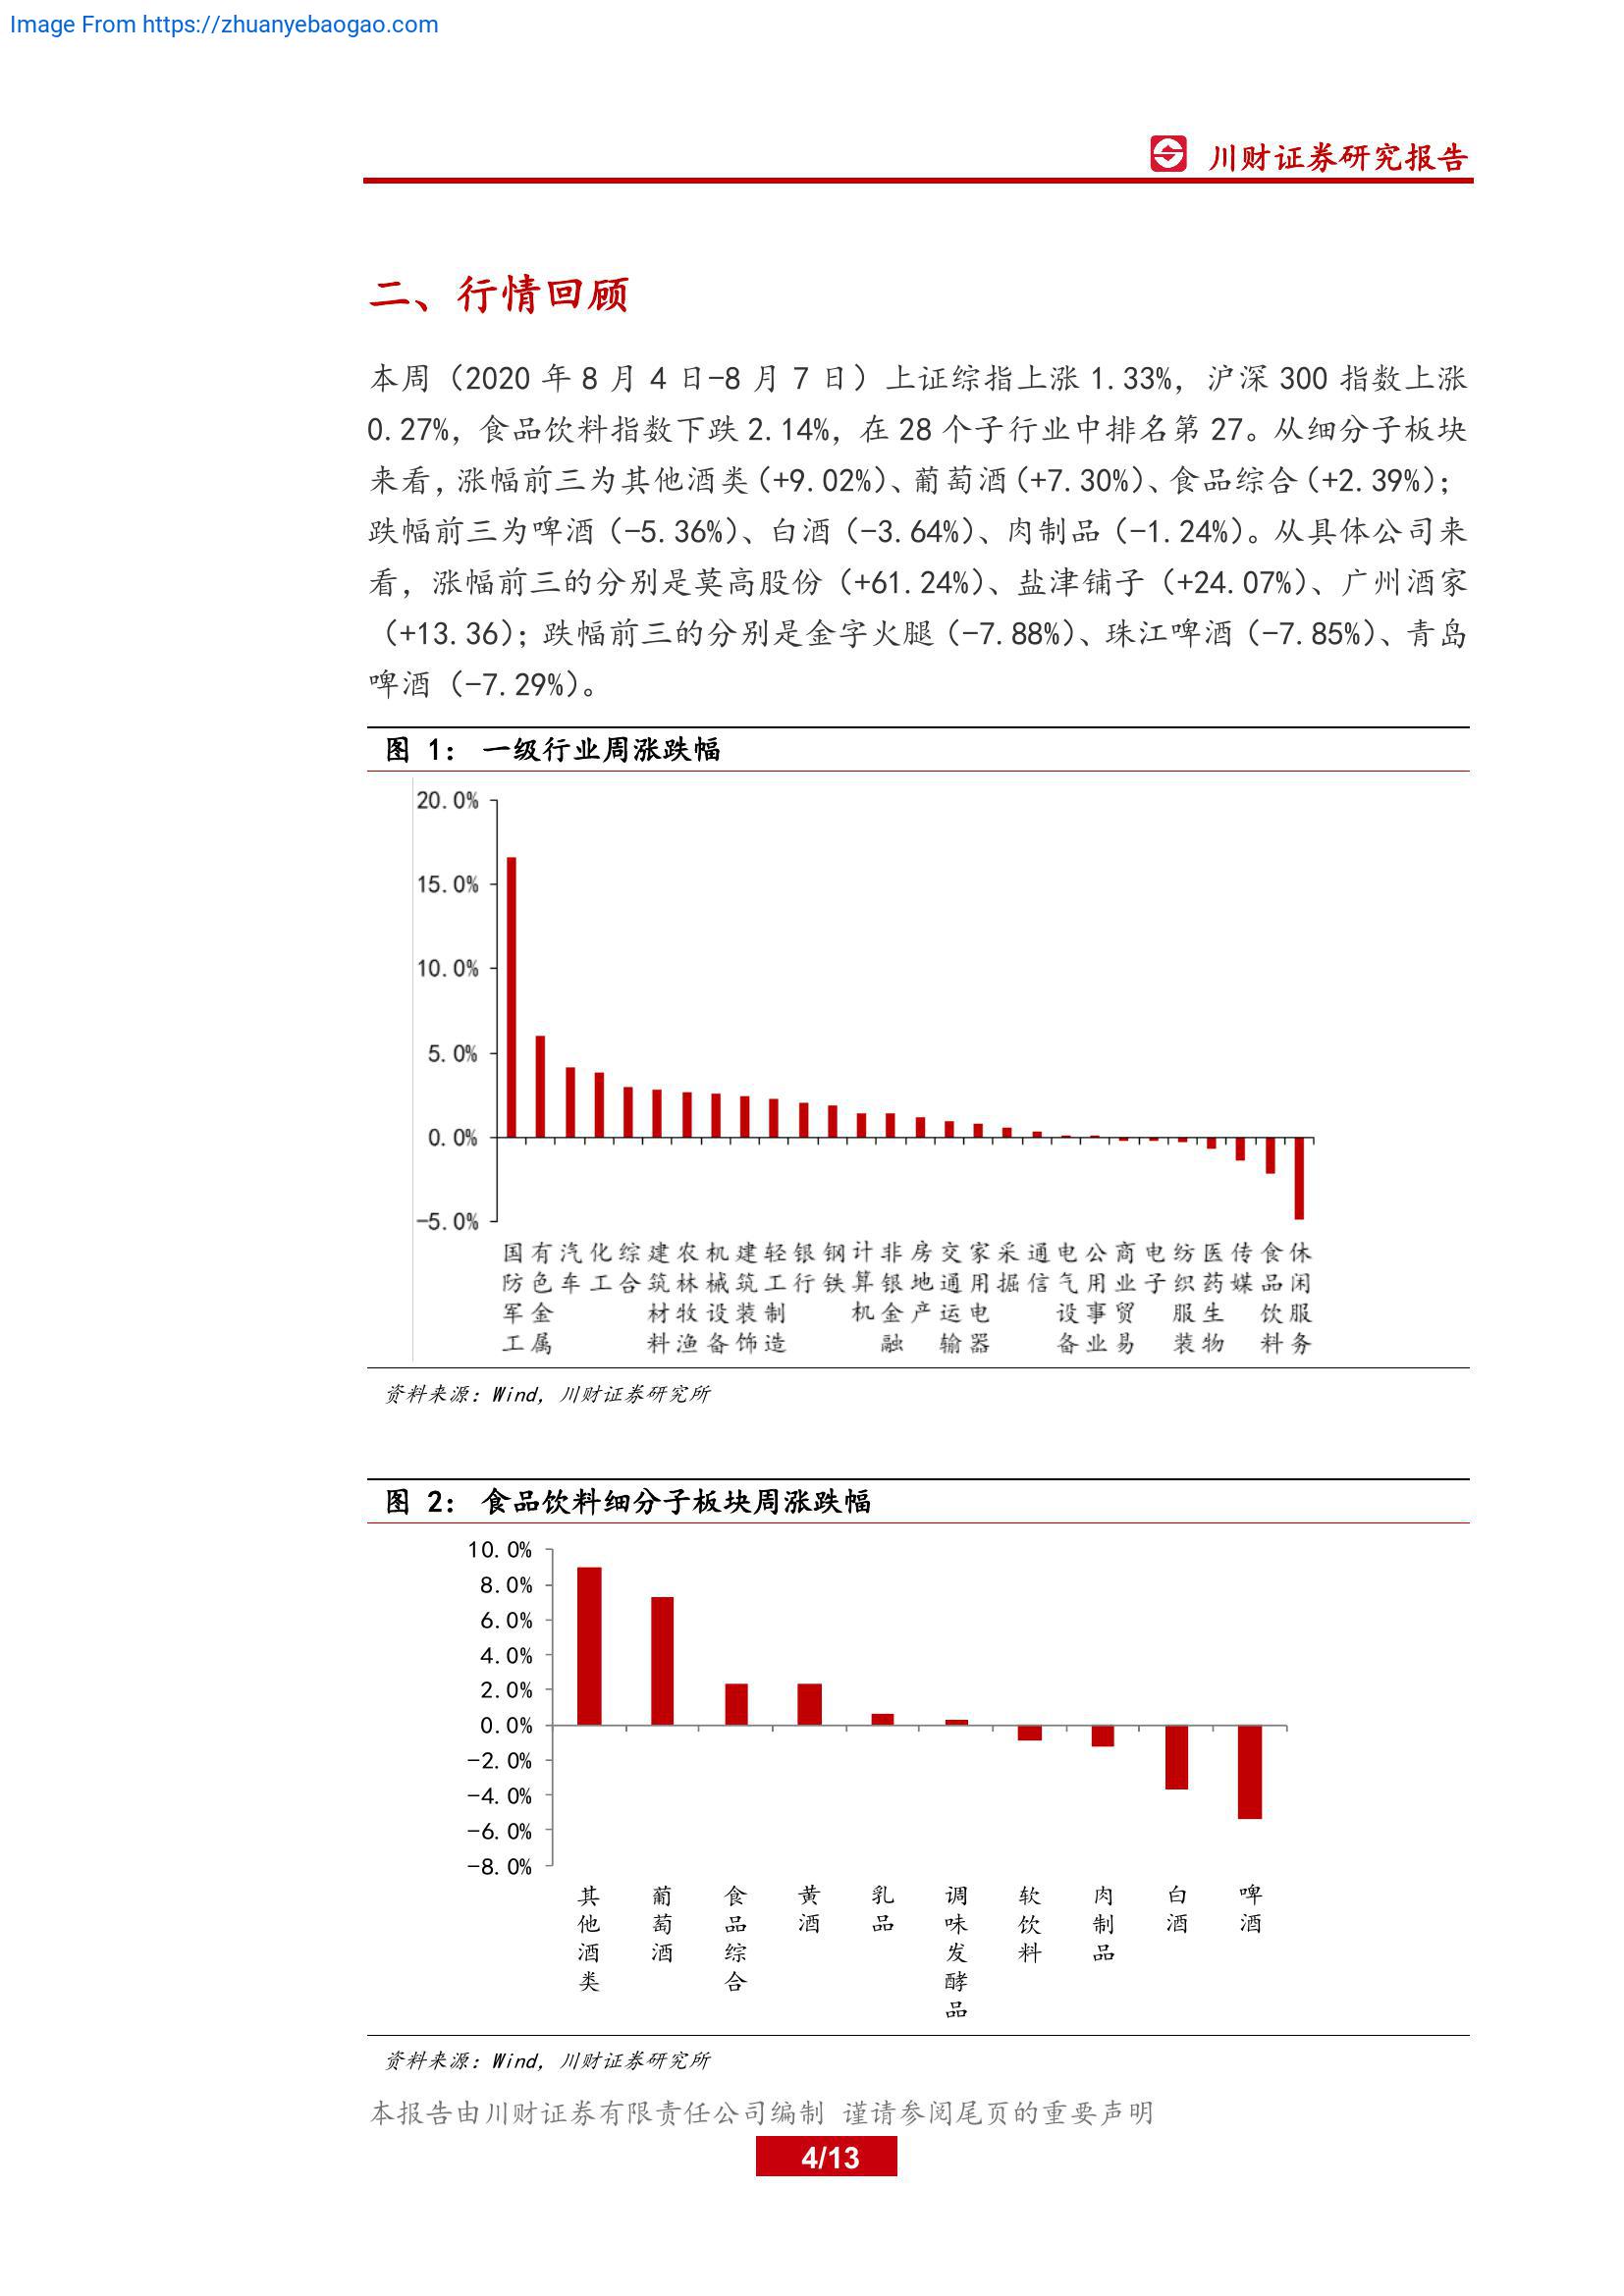 Image From https://zhuanyebaogao.com
川财证券研究报告
二、行情回顾
本周（2020 年 8 月 4 日-8 月 7 日）上证综指上涨 1.33%，沪深 300 指数上涨
0.27%，食品饮料指数下跌 2.14%，在 28 个子行业中排名第 27。从细分子板块
来看，涨幅前三为其他酒类（+9.02%）、葡萄酒（+7.30%）、食品综合（+2.39%）；
跌幅前三为啤酒（-5.36%）、白酒（-3.64%）、肉制品（-1.24%）。从具体公司来
看，涨幅前三的分别是莫高股份（+61.24%）、盐津铺子（+24.07%）、广州酒家
（+13.36）；跌幅前三的分别是金字火腿（-7.88%）、珠江啤酒（-7.85%）、青岛
啤酒（-7.29%）。
图 1： 一级行业周涨跌幅
20.0%
15.0%
10.0%
5.0%
0.0%
-5.0%
国防军工
有色金属
汽车
化工
综合
建筑材料
农林牧渔
机械设备
建筑装饰
轻工制造
银行
钢铁
计算机
非银金融
房地产
交通运输
家用电器
采掘
通信
电气设备
公用事业
商业贸易
电子
纺织服装
医药生物
传媒
食品饮料
休闲服务
资料来源：Wind，川财证券研究所
图 2： 食品饮料细分子板块周涨跌幅
10.0%
8.0%
6.0%
4.0%
2.0%
0.0%
-2.0%
-4.0%
-6.0%
-8.0%
其他酒类
葡萄酒
食品综合
黄酒
乳品
调味发酵品
软饮料
肉制品
白酒
啤酒
资料来源：Wind，川财证券研究所
本报告由川财证券有限责任公司编制 谨请参阅尾页的重要声明
4/13